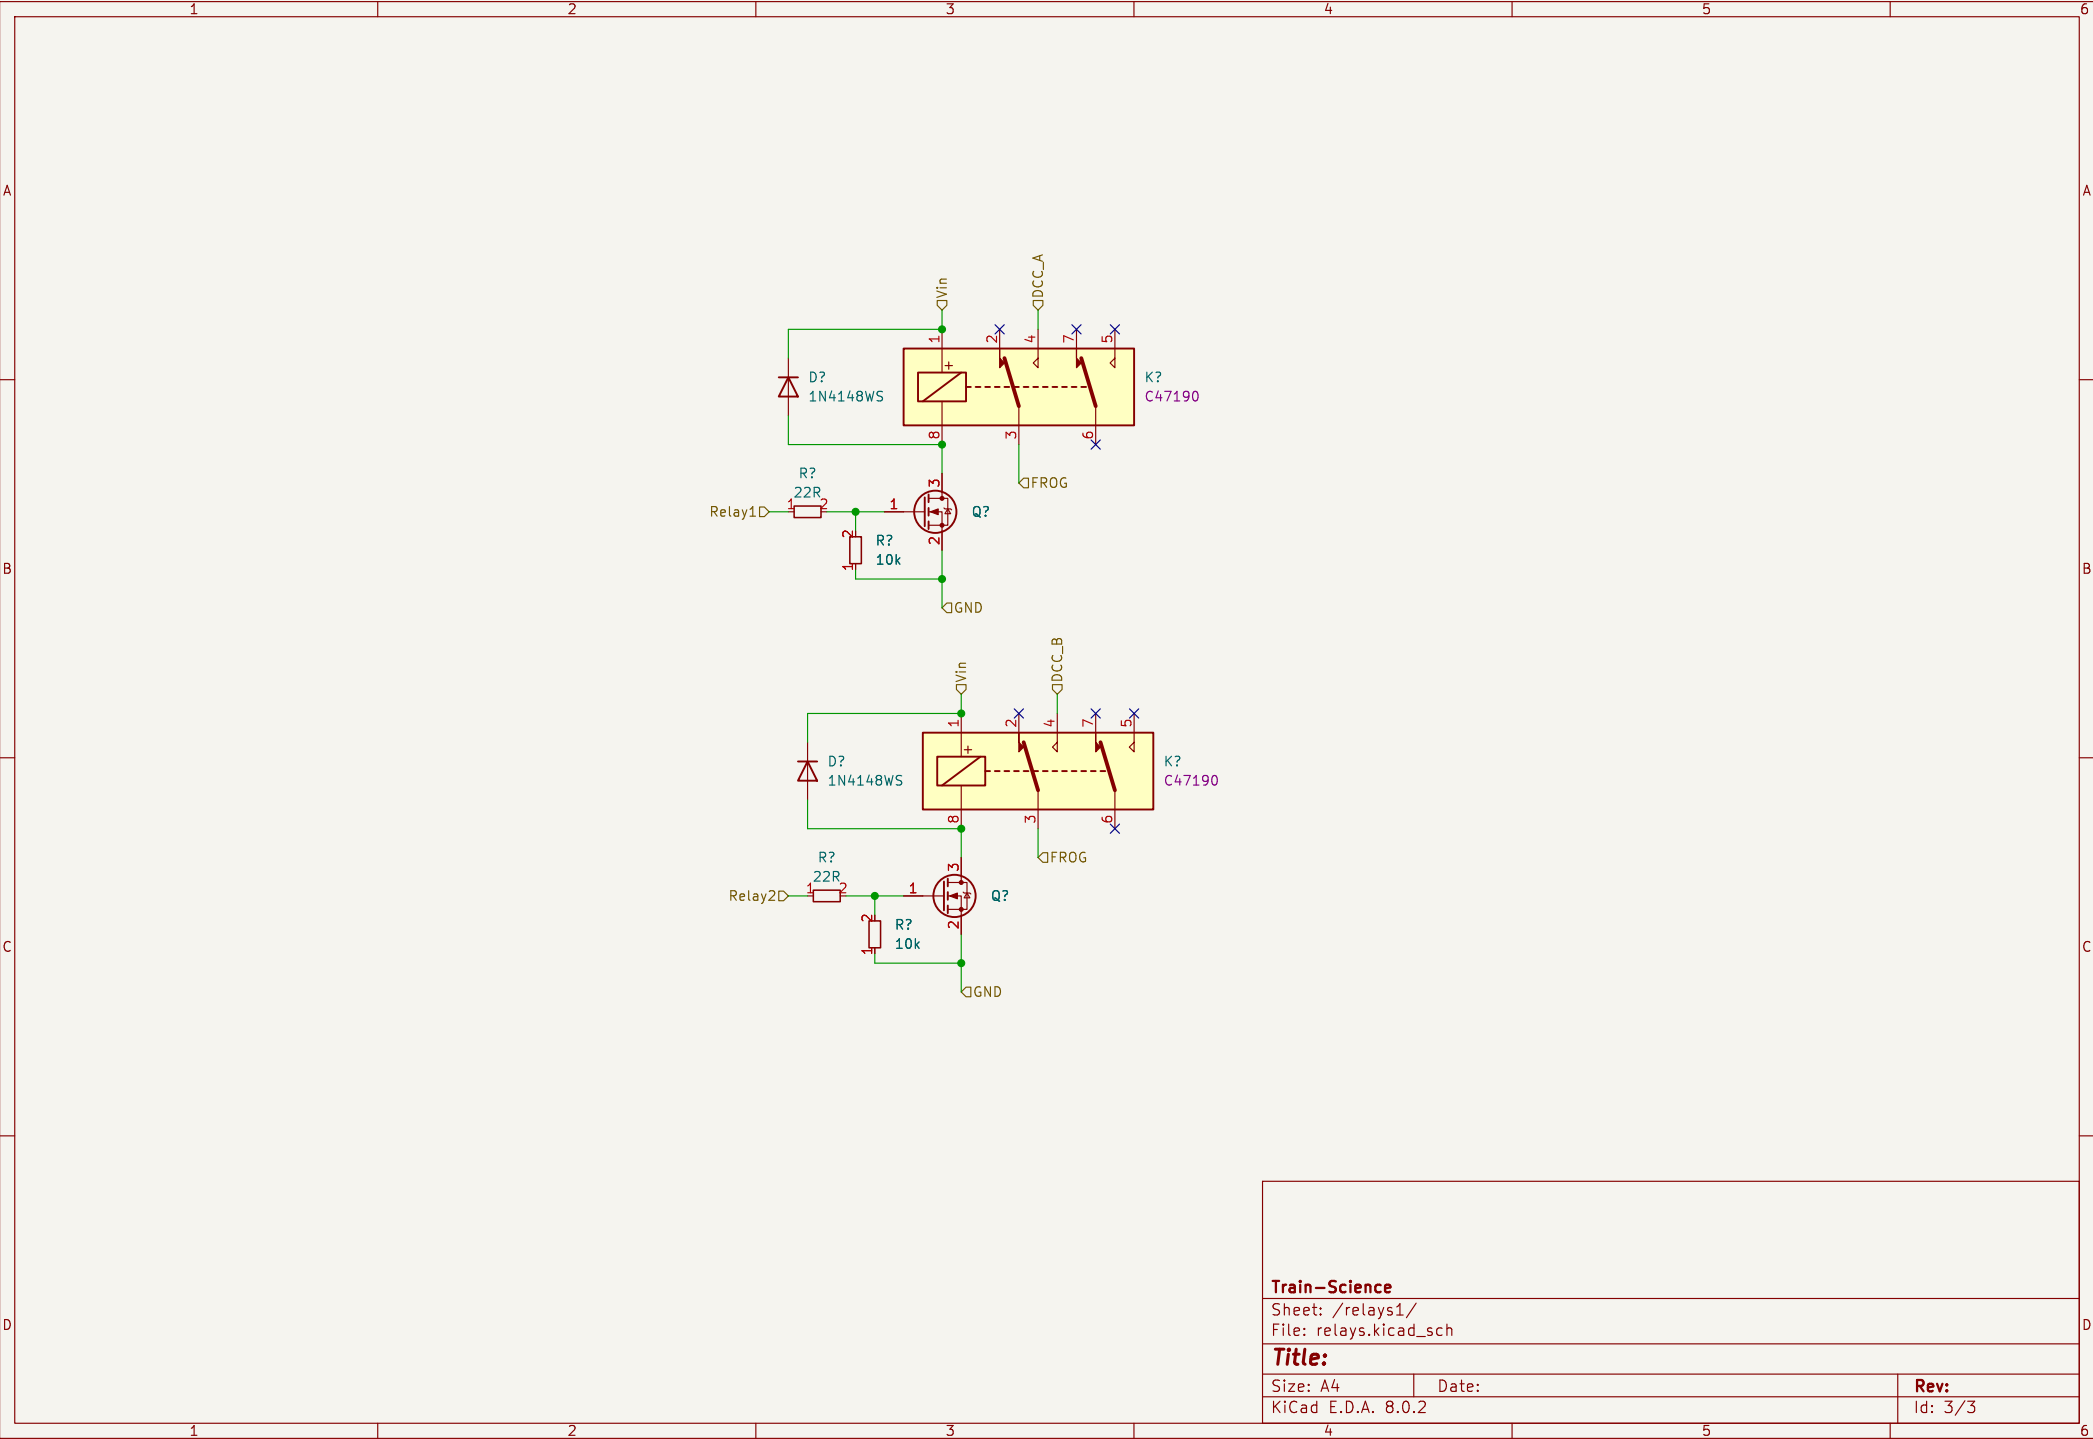 1 2 3 4 5 6
A A
Vin
DCC_A
1 2 4 7 5
+
D?
1N4148WS
K?
C47190
8 3 6
R?
22R
FROG
3
Relay1 1 2 1 Q?
2
R?
10k
1
2
B B
GND
Vin
DCC_B
1 2 4 7 5
+
D?
1N4148WS
K?
C47190
8 3 6
R?
22R
FROG
3
Relay2 1 2 1 Q?
2
R?
10k
1
2
C C
GND
Train-Science
Sheet: /relays1/
File: relays.kicad_sch
D D
Title:
Size: A4 Date: Rev:
KiCad E.D.A. 8.0.2 Id: 3/3
1 2 3 4 5 6